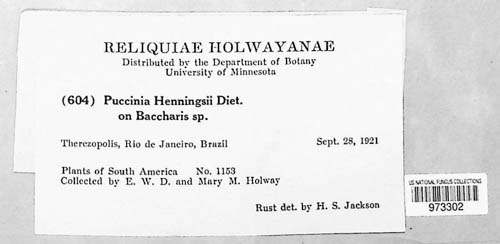 RELIQUIAE HOLWAYANAE
Distributed by the Department of Botany
University of Minnesota
(604) Puccinia Henningsii Diet.
on Baccharis sp.
Therezopolis, Rio de Janeiro, Brazil Sept. 28, 1921
Plants of South America No. 1153
Collected by E. W. D. and Mary M. Holway
Rust det. by H. S. Jackson
US NATIONAL FUNGUS COLLECTIONS
973302